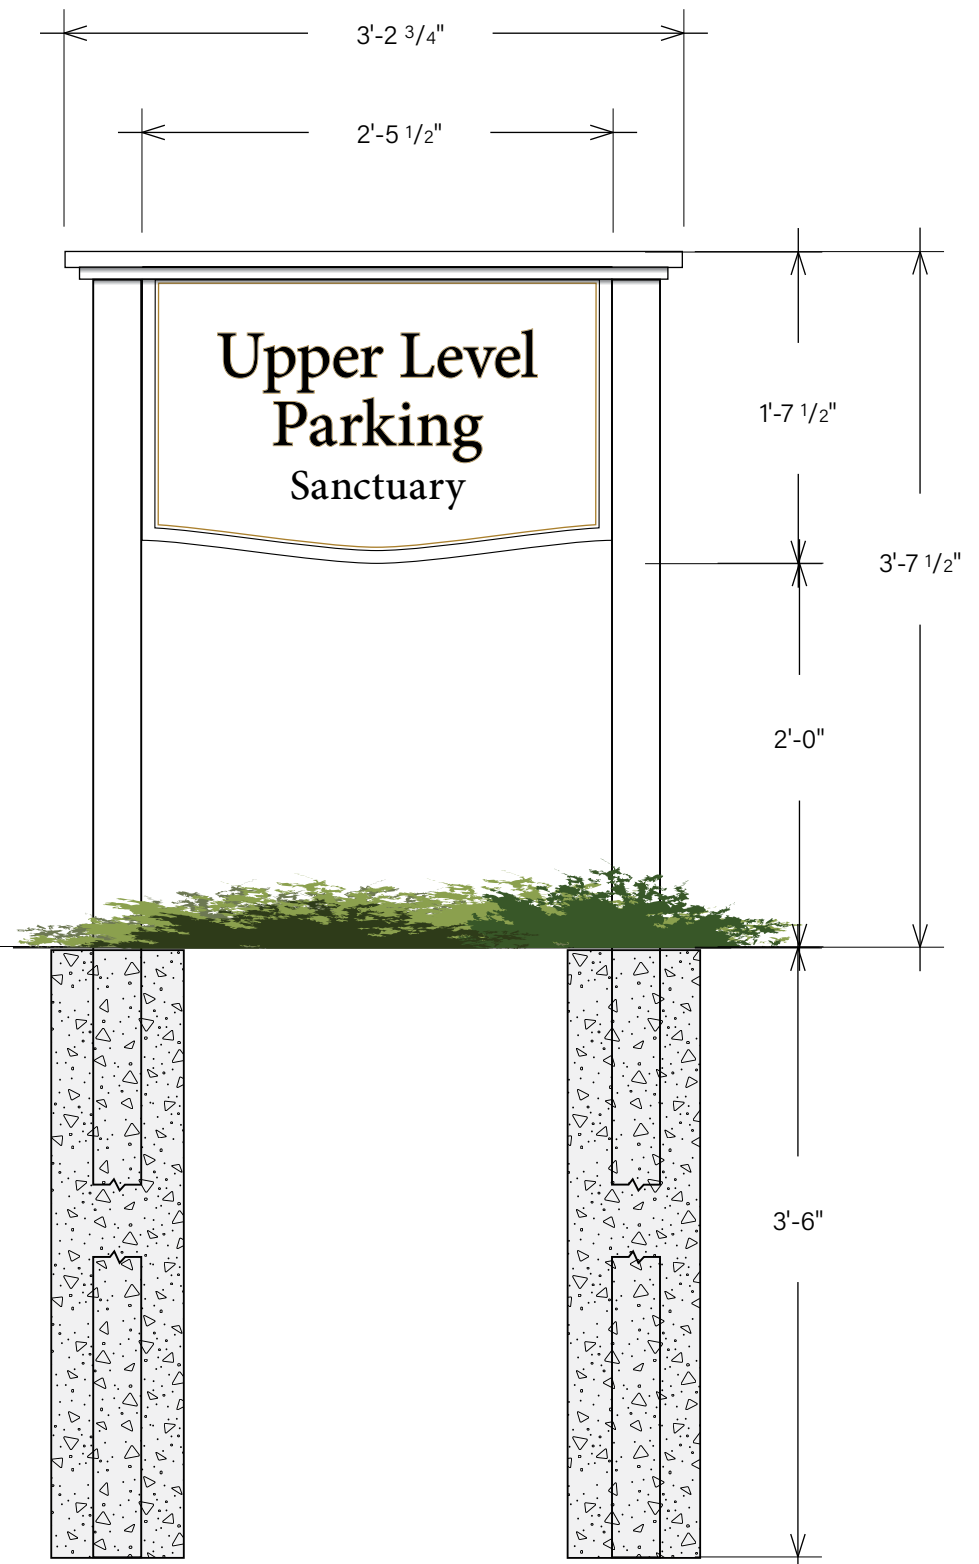 3'-2 3/4"
2'-5 1/2"
Upper Level
Parking
Sanctuary
1'-7 1/2"
3'-7 1/2"
2'-0"
3'-6"